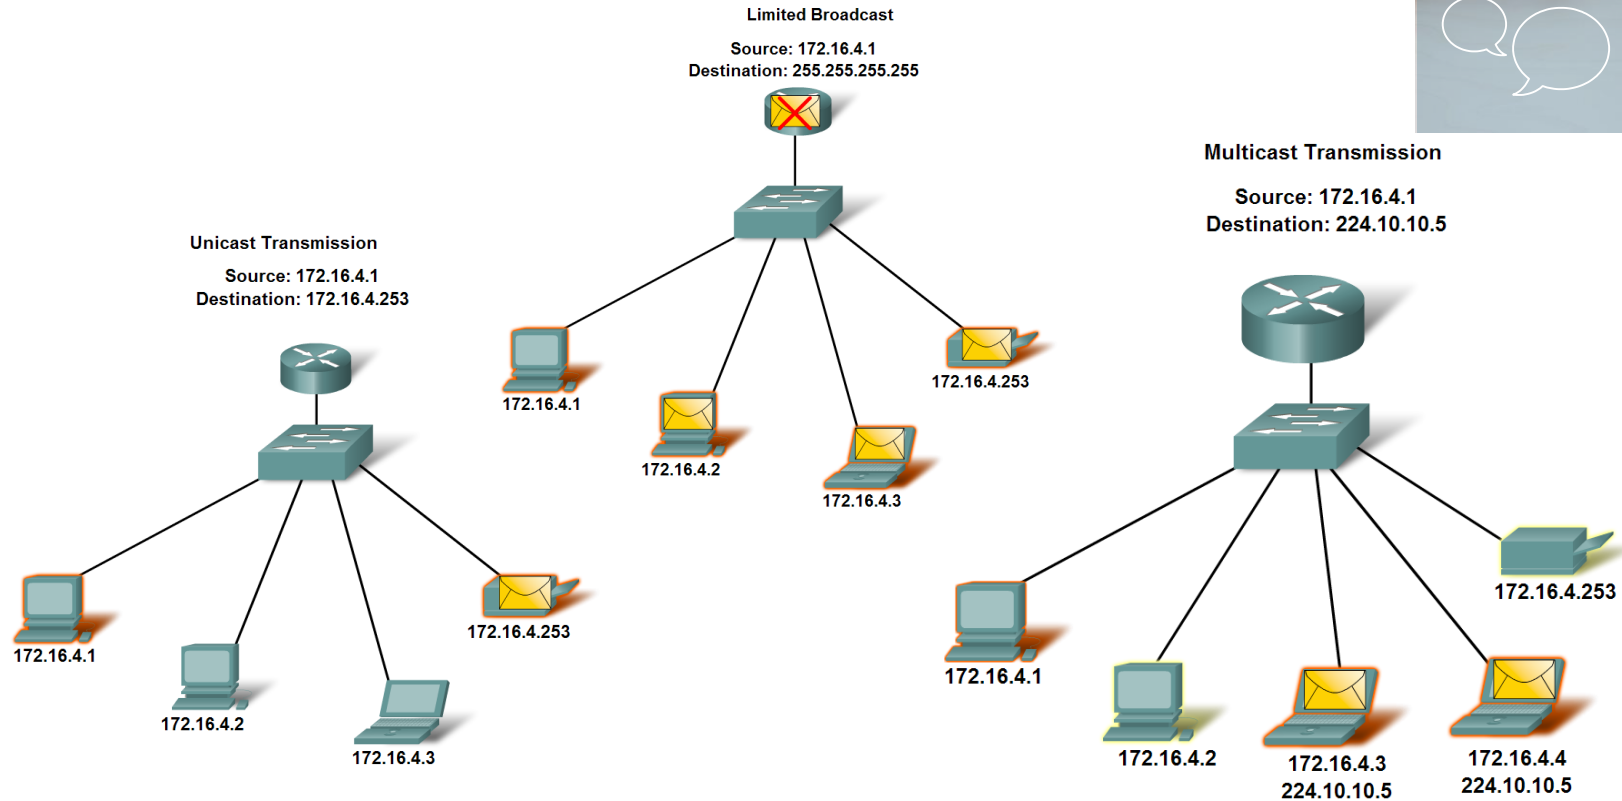 Limited Broadcast
Source: 172.16.4.1
Destination: 255.255.255.255
172.16.4.1
172.16.4.2
172.16.4.3
172.16.4.253
Unicast Transmission
Source: 172.16.4.1
Destination: 172.16.4.253
172.16.4.1
172.16.4.2
172.16.4.3
172.16.4.253
Multicast Transmission
Source: 172.16.4.1
Destination: 224.10.10.5
172.16.4.1
172.16.4.2
172.16.4.3
224.10.10.5
172.16.4.4
224.10.10.5
172.16.4.253